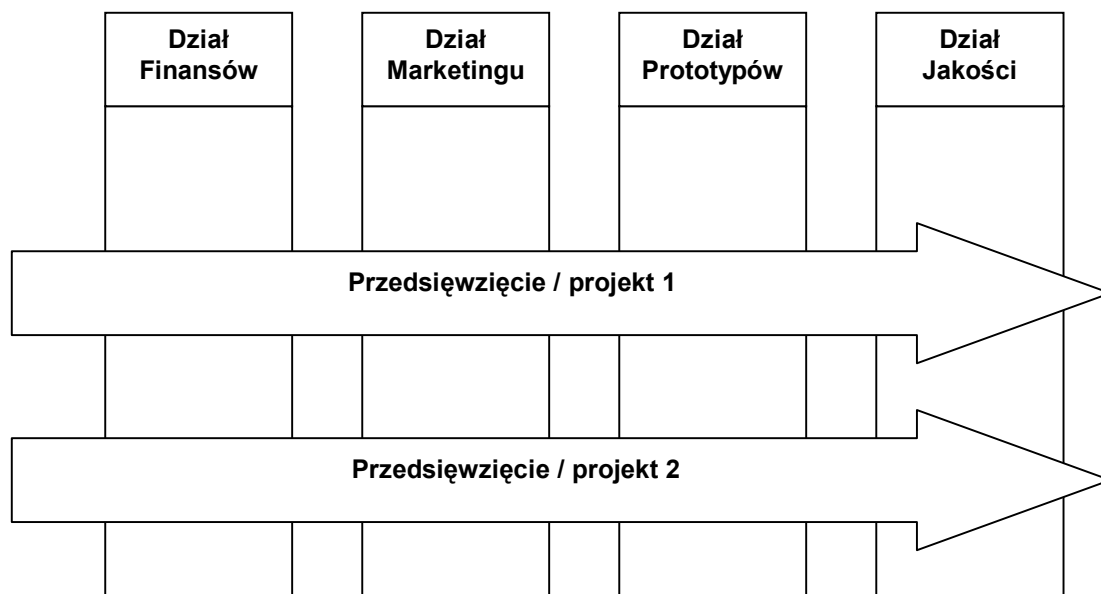 Dział
Finansów
Dział
Marketingu
Dział
Prototypów
Dział
Jakości
Przedsięwzięcie / projekt 1
Przedsięwzięcie / projekt 2